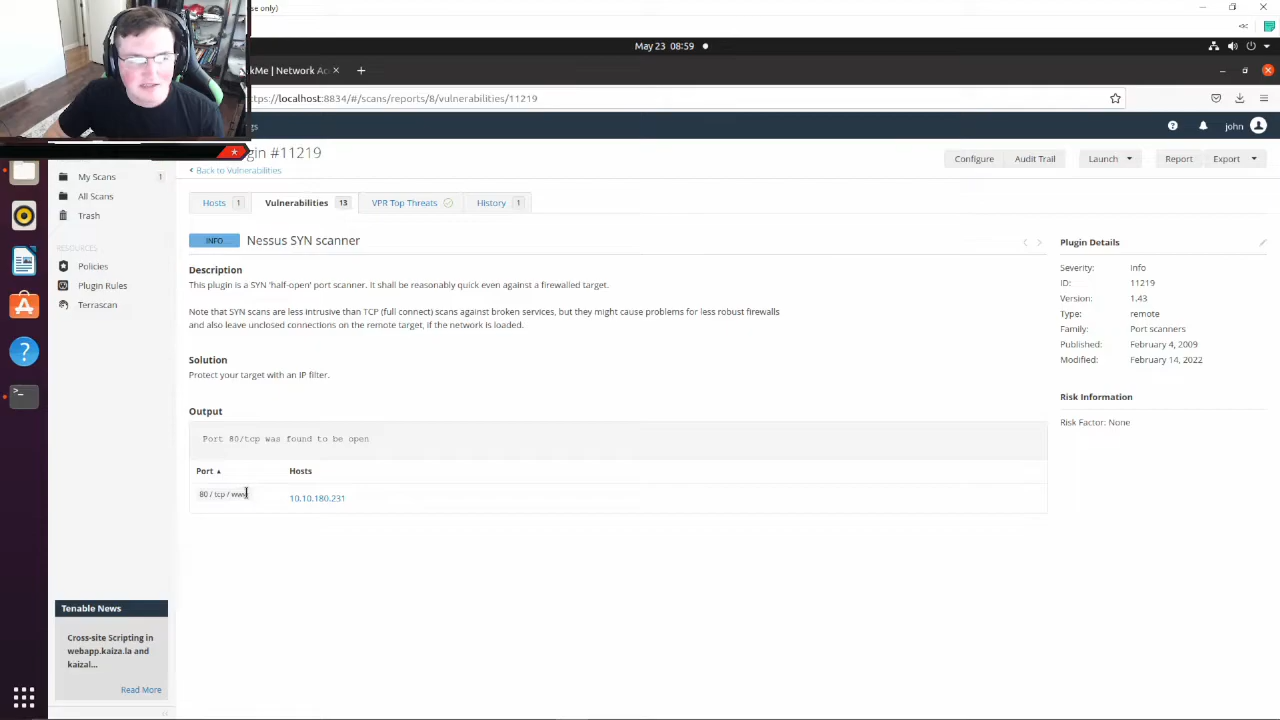 se only)
May 23 08:59
kMe | Network Ac
ttps://localhost:8834/#/scans/reports/8/vulnerabilities/11219
gs
john
gin #11219
Back to Vulnerabilities
Configure
Audit Trail
Launch
Report
Export
My Scans 1
All Scans
Trash
RESOURCES
Policies
Plugin Rules
Terrascan
Hosts 1
Vulnerabilities 13
VPR Top Threats
History 1
INFO
Nessus SYN scanner
Description
This plugin is a SYN 'half-open' port scanner. It shall be reasonably quick even against a firewalled target.
Note that SYN scans are less intrusive than TCP (full connect) scans against broken services, but they might cause problems for less robust firewalls
and also leave unclosed connections on the remote target, if the network is loaded.
Solution
Protect your target with an IP filter.
Output
Port 80/tcp was found to be open
Port
Hosts
80 / tcp / www
10.10.180.231
Plugin Details
Severity: Info
ID: 11219
Version: 1.43
Type: remote
Family: Port scanners
Published: February 4, 2009
Modified: February 14, 2022
Risk Information
Risk Factor: None
Tenable News
Cross-site Scripting in
webapp.kaiza.la and
kaizal...
Read More